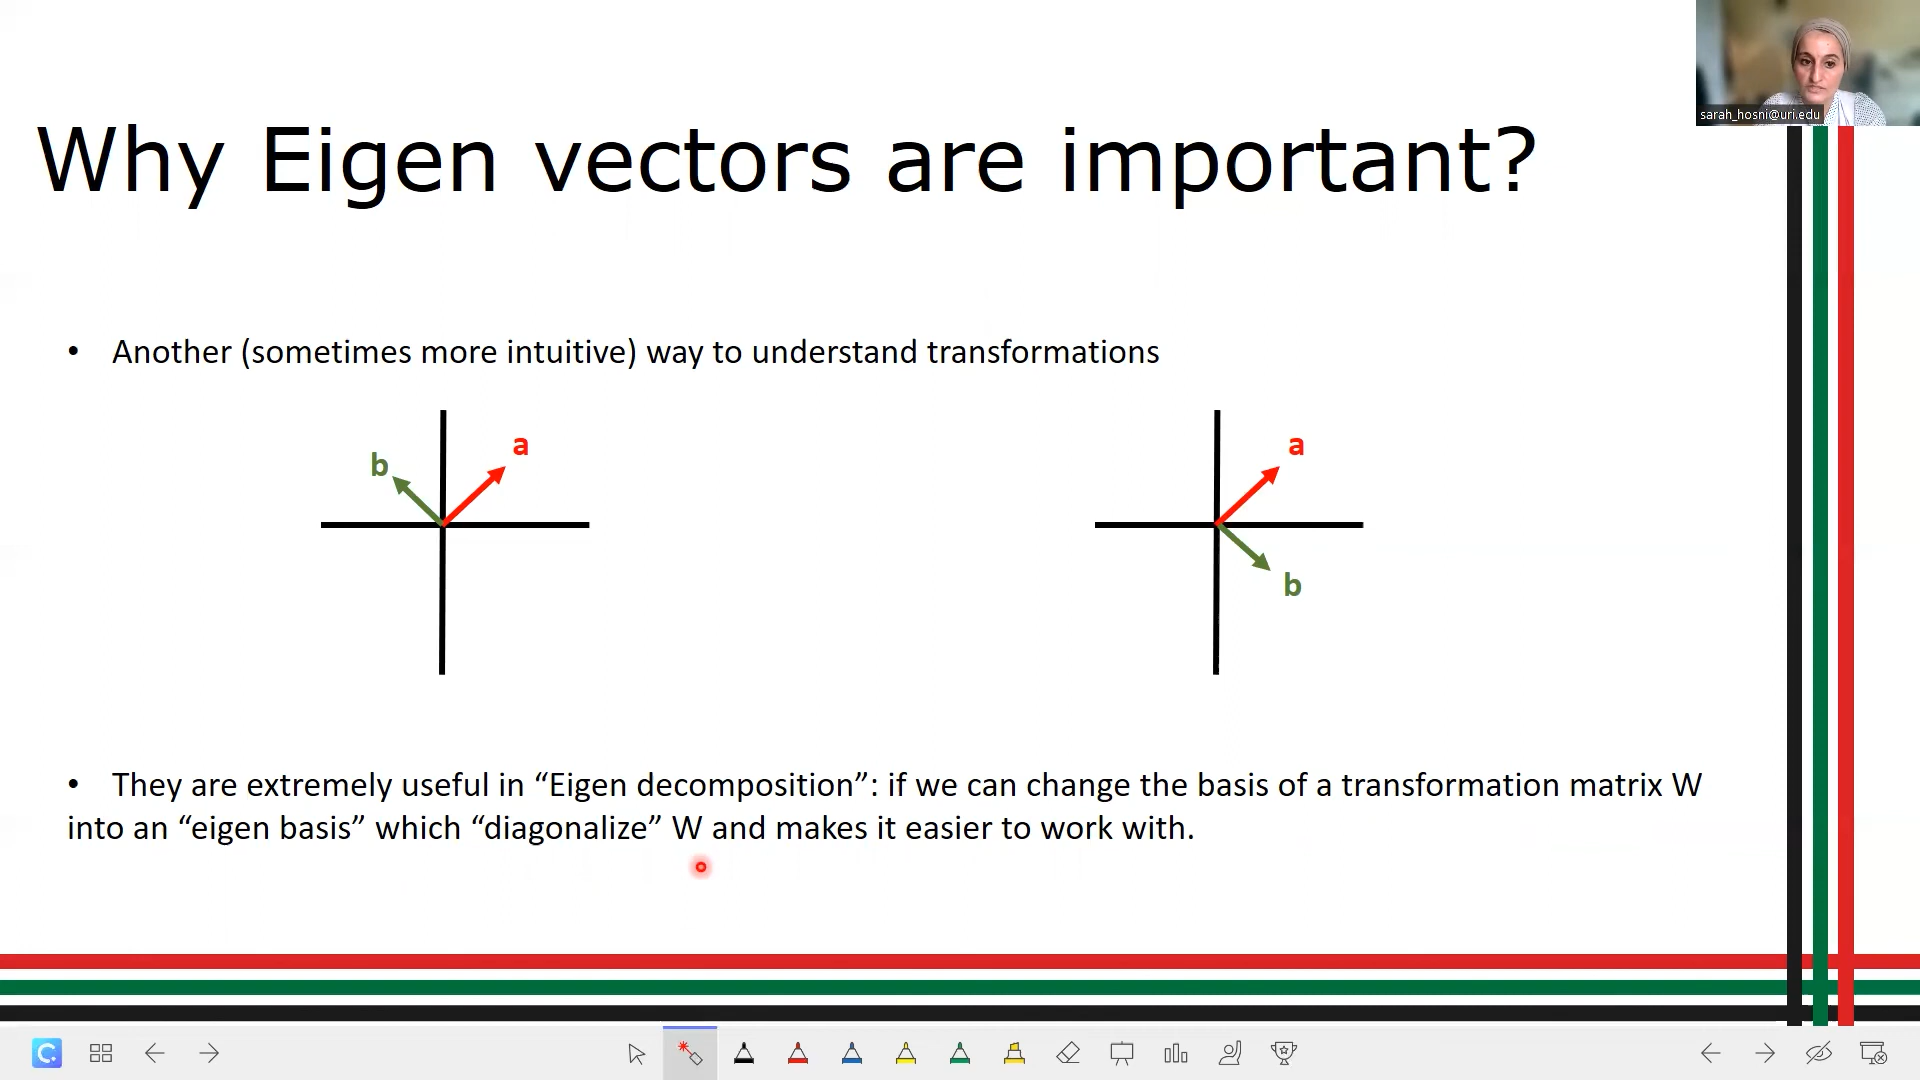 sarah_hosni@uri.edu
Why Eigen vectors are important?
• Another (sometimes more intuitive) way to understand transformations
a
b
a
b
• They are extremely useful in “Eigen decomposition”: if we can change the basis of a transformation matrix W
into an “eigen basis” which “diagonalize” W and makes it easier to work with.